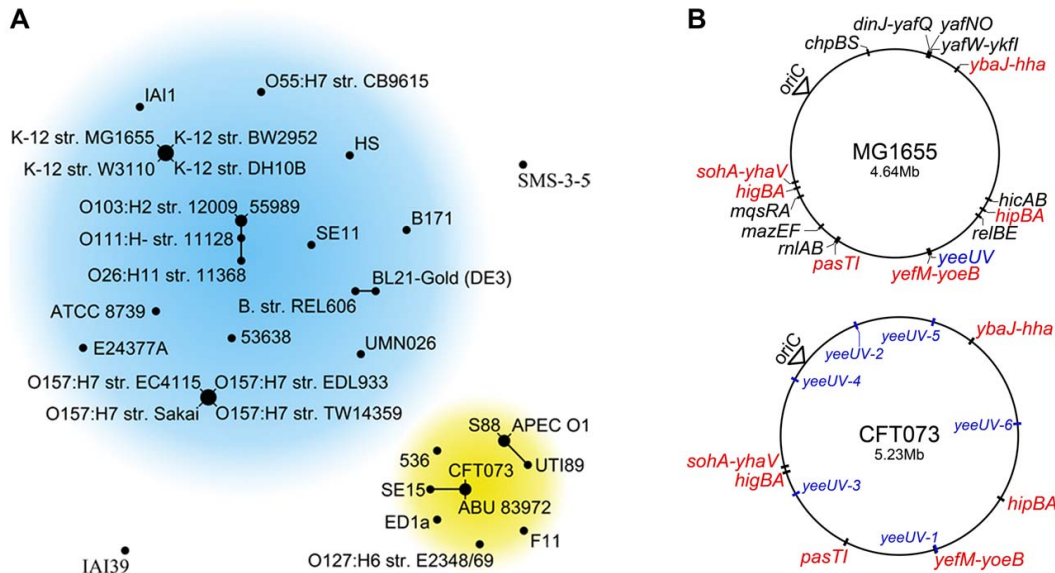 A
O55:H7 str. CB9615
IAI1
K-12 str. MG1655 K-12 str. BW2952
K-12 str. W3110 K-12 str. DH10B
HS
SMS-3-5
O103:H2 str. 12009 55989
O111:H- str. 11128
O26:H11 str. 11368
SE11
B171
BL21-Gold (DE3)
B. str. REL606
ATCC 8739
53638
E24377A
UMN026
O157:H7 str. EC4115 O157:H7 str. EDL933
O157:H7 str. Sakai O157:H7 str. TW14359
S88 APEC O1
536
CFT073
UTI89
SE15
ABU 83972
ED1a
F11
O127:H6 str. E2348/69
IAI39
B
dinJ-yafQ yafNO
chpBS yafW-ykfI
ybaJ-hha
oriC
MG1655
4.64Mb
sohA-yhaV
higBA
mqsRA
mazEF
rnlAB
pasTI
hicAB
hipBA
relBE
yeeUV
yefM-yoeB
oriC
yeeUV-2
yeeUV-5
ybaJ-hha
yeeUV-4
CFT073
5.23Mb
yeeUV-6
sohA-yhaV
higBA
yeeUV-3
hipBA
yeeUV-1
pasTI
yefM-yoeB